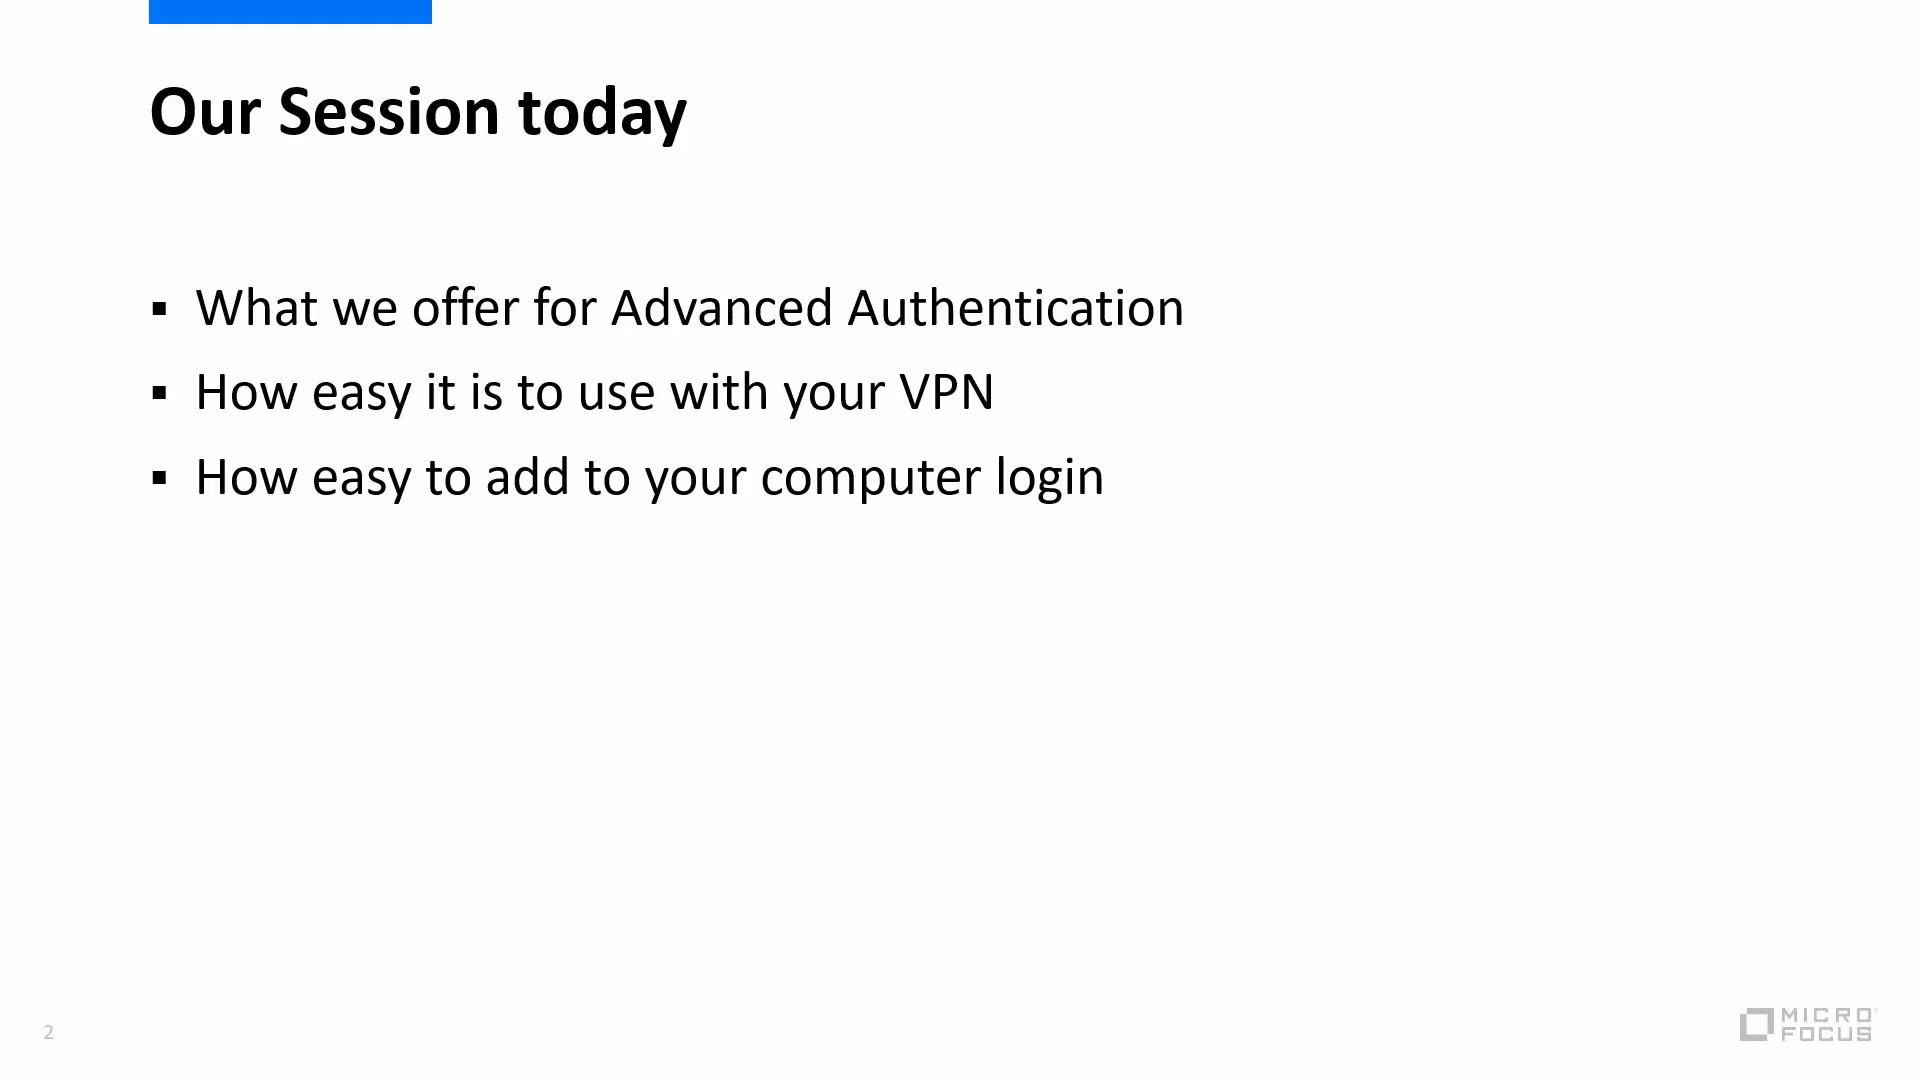 Our Session today
▪ What we offer for Advanced Authentication
▪ How easy it is to use with your VPN
▪ How easy to add to your computer login
2
MICRO
FOCUS